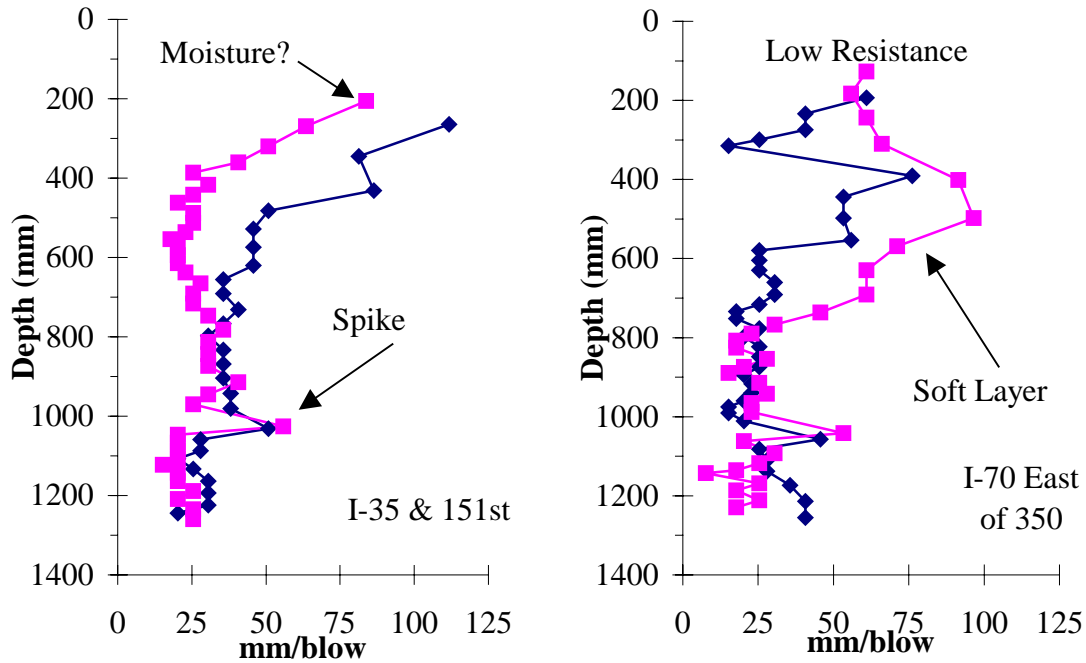 0
200
400
600
800
1000
1200
1400
Depth (mm)
0 25 50 75 100 125
mm/blow
Moisture?
Spike
I-35 & 151st
0
200
400
600
800
1000
1200
1400
Depth (mm)
0 25 50 75 100 125
mm/blow
Low Resistance
Soft Layer
I-70 East
of 350